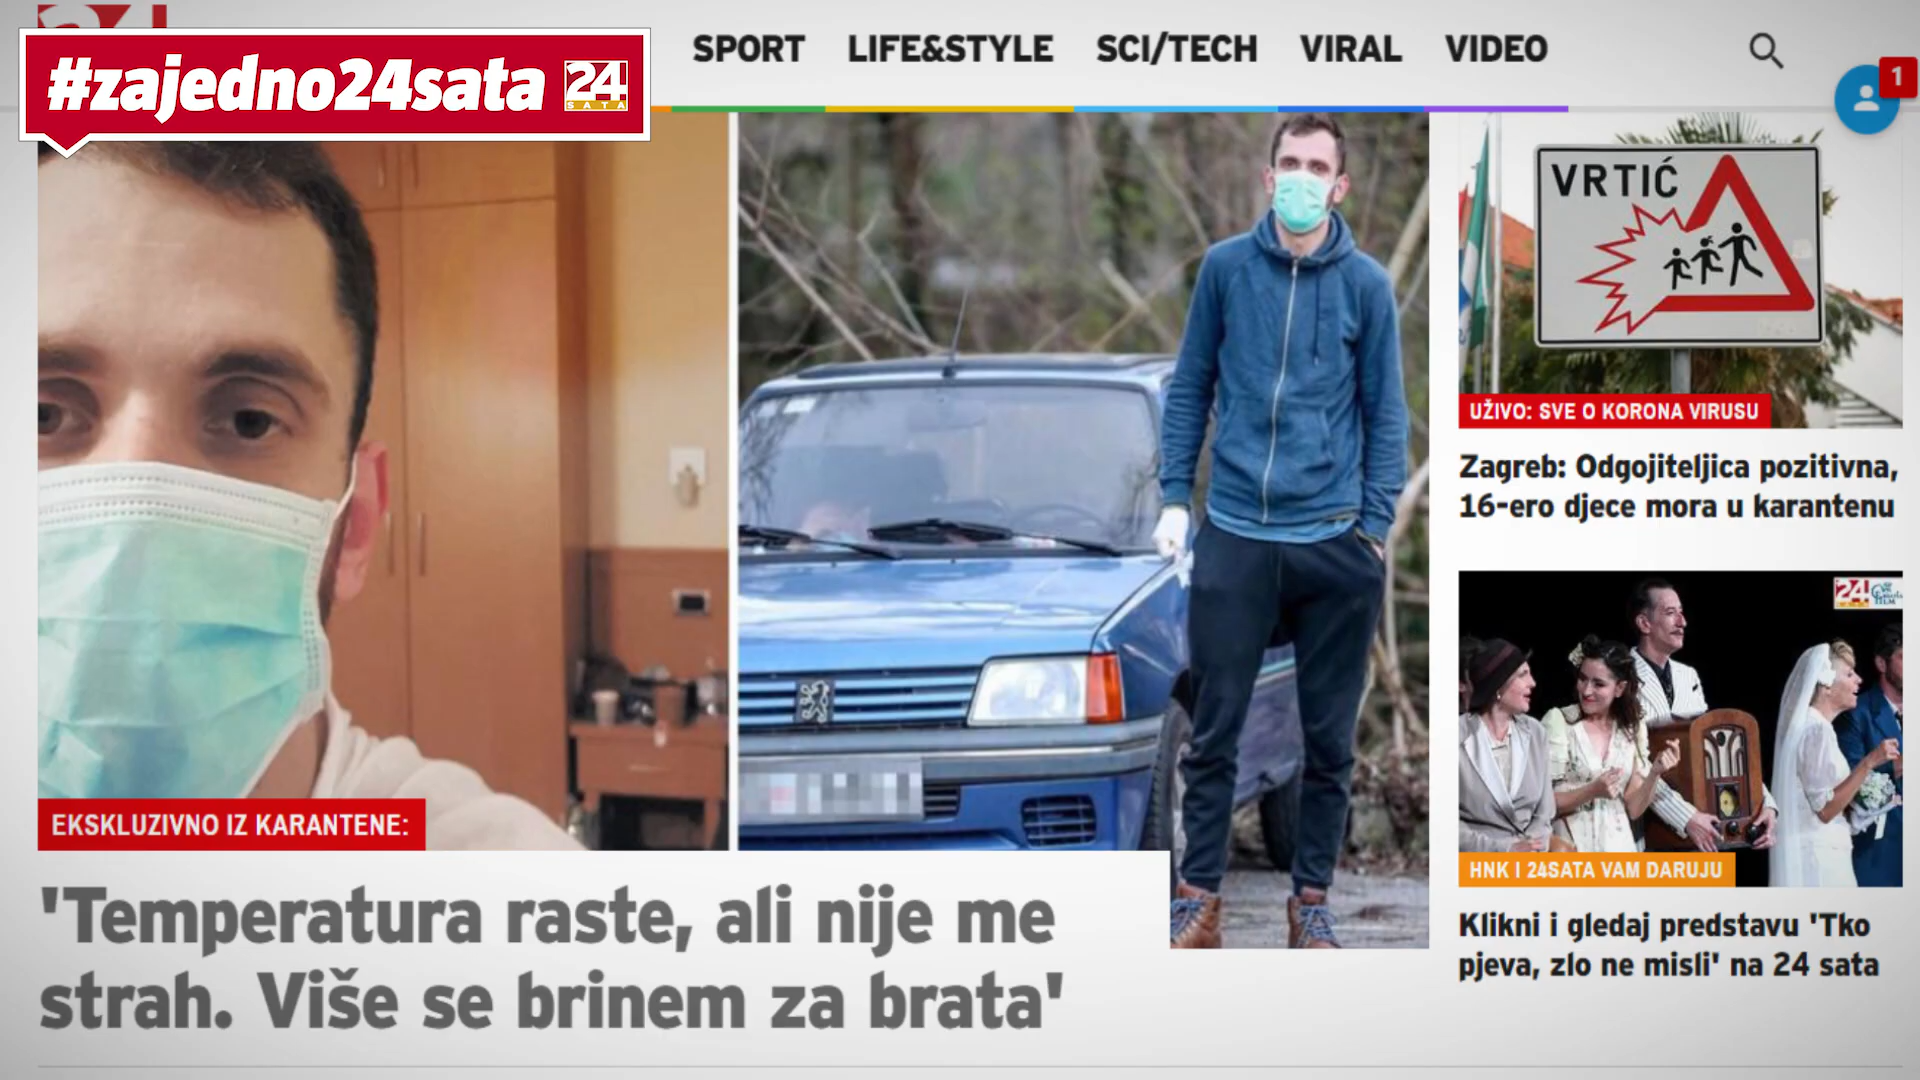 #zajedno24sata 24 SATA
SPORT LIFE&STYLE SCI/TECH VIRAL VIDEO
1
VRTIĆ
UŽIVO: SVE O KORONA VIRUSU
Zagreb: Odgojiteljica pozitivna,
16-ero djece mora u karantenu
24
HNK I 24SATA VAM DARUJU
Klikni i gledaj predstavu 'Tko
pjeva, zlo ne misli' na 24 sata
EKSKLUZIVNO IZ KARANTENE:
'Temperatura raste, ali nije me
strah. Više se brinem za brata'